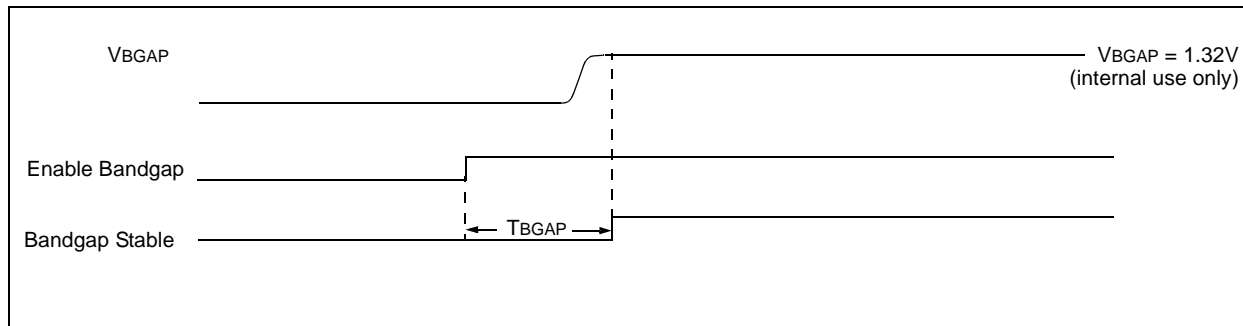 VBGAP
VBGAP = 1.32V
(internal use only)
Enable Bandgap
TBGAP
Bandgap Stable